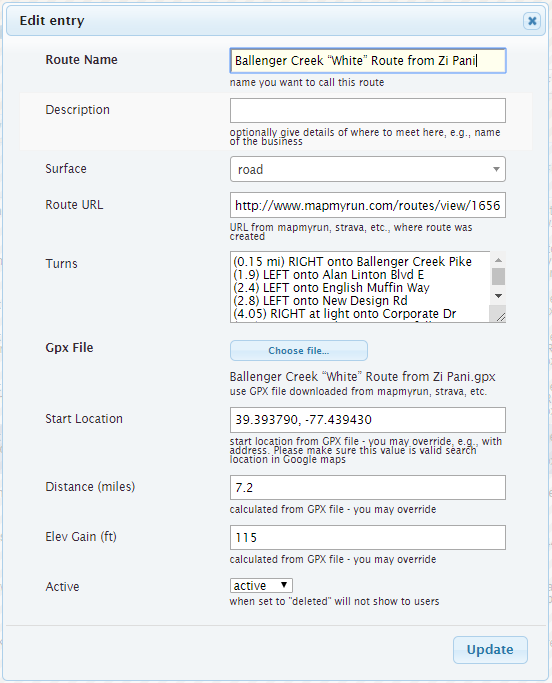 Edit entry
Route Name
Ballenger Creek “White” Route from Zi Pani
name you want to call this route
Description
optionally give details of where to meet here, e.g., name
of the business
Surface
road
Route URL
http://www.mapmyrun.com/routes/view/1656
URL from mapmyrun, strava, etc., where route was
created
Turns
(0.15 mi) RIGHT onto Ballenger Creek Pike
(1.9) LEFT onto Alan Linton Blvd E
(2.4) LEFT onto English Muffin Way
(2.8) LEFT onto New Design Rd
(4.05) RIGHT at light onto Corporate Dr
Gpx File
Choose file...
Ballenger Creek “White” Route from Zi Pani.gpx
use GPX file downloaded from mapmyrun, strava, etc.
Start Location
39.393790, -77.439430
start location from GPX file - you may override, e.g., with
address. Please make sure this value is valid search
location in Google maps
Distance (miles)
7.2
calculated from GPX file - you may override
Elev Gain (ft)
115
calculated from GPX file - you may override
Active
active
when set to "deleted" will not show to users
Update